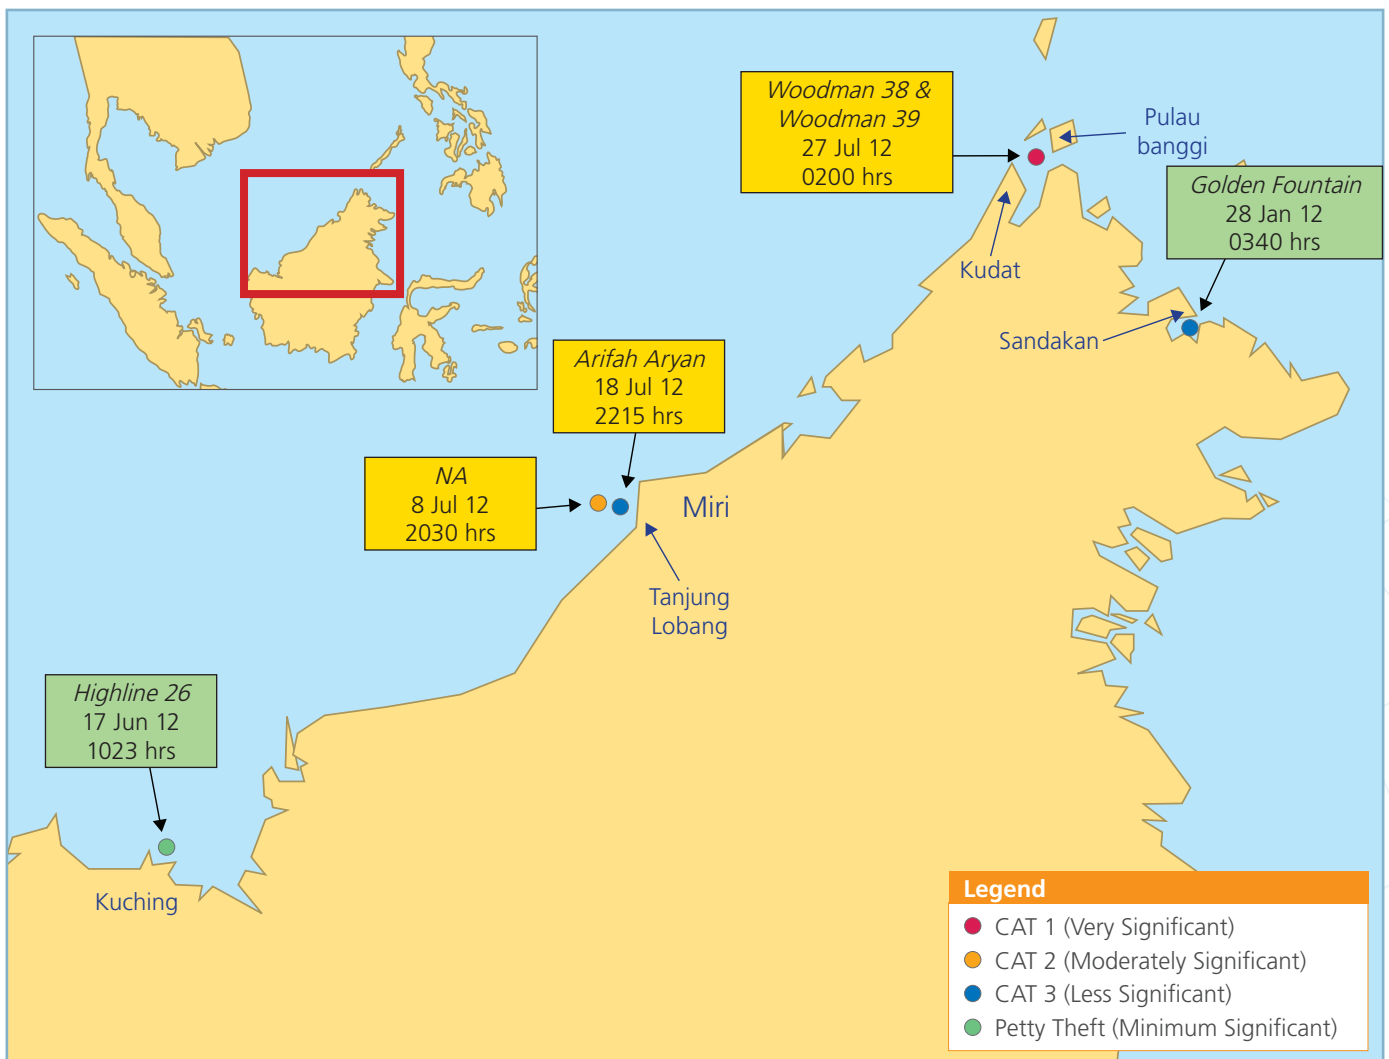 Woodman 38 &
Woodman 39
27 Jul 12
0200 hrs
Pulau
banggi
Golden Fountain
28 Jan 12
0340 hrs
Kudat
Sandakan
Arifah Aryan
18 Jul 12
2215 hrs
NA
8 Jul 12
2030 hrs
Miri
Tanjung
Lobang
Highline 26
17 Jun 12
1023 hrs
Kuching
Legend
CAT 1 (Very Significant)
CAT 2 (Moderately Significant)
CAT 3 (Less Significant)
Petty Theft (Minimum Significant)